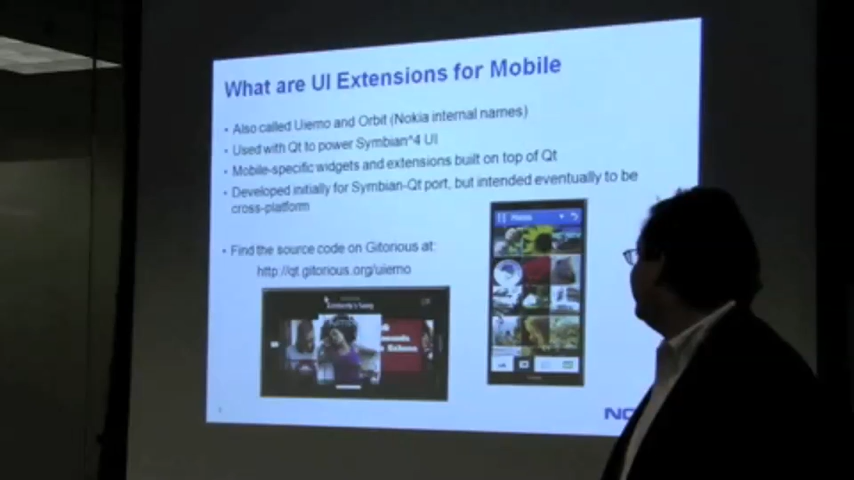 What are UI Extensions for Mobile
• Also called Uiemo and Orbit (Nokia internal names)
• Used with Qt to power Symbian^4 UI
• Mobile-specific widgets and extensions built on top of Qt
• Developed initially for Symbian-Qt port, but intended eventually to be
cross-platform
• Find the source code on Gitorious at:
http://qt.gitorious.org/uiemo
Photos
NO